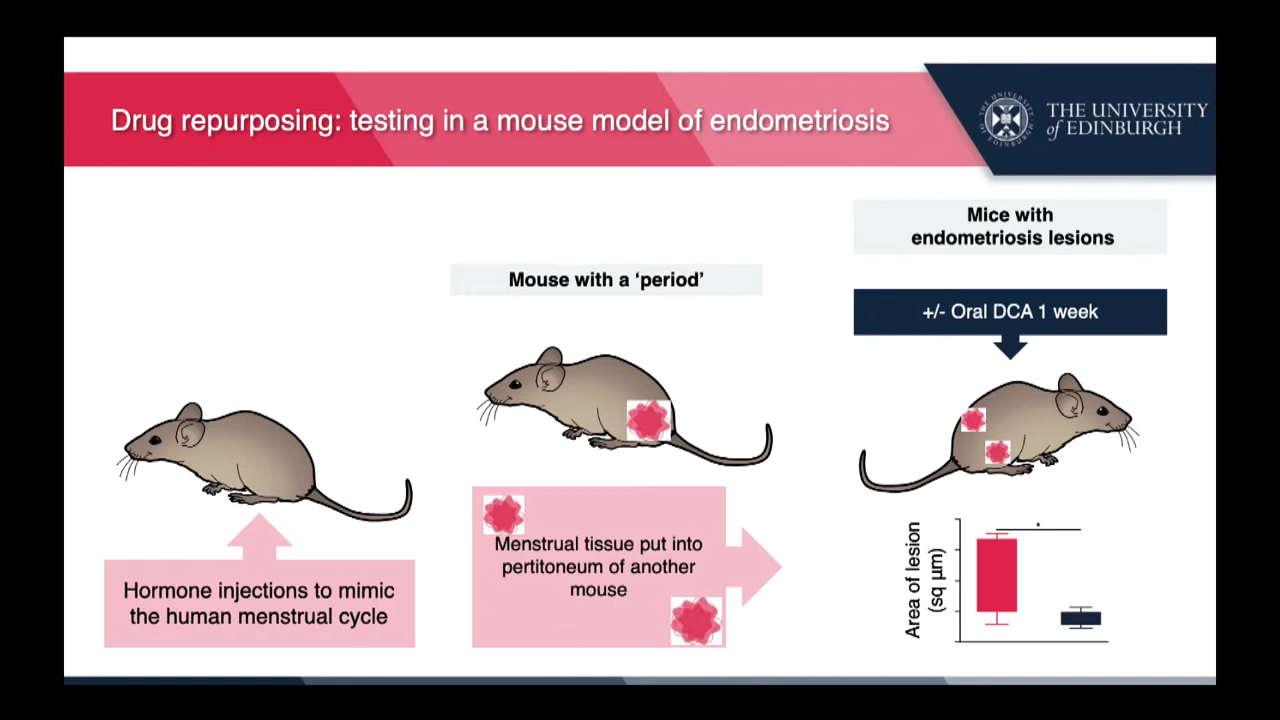 Drug repurposing: testing in a mouse model of endometriosis
THE UNIVERSITY
of EDINBURGH
Mice with
endometriosis lesions
Mouse with a ‘period’
+/- Oral DCA 1 week
Hormone injections to mimic
the human menstrual cycle
Menstrual tissue put into
pertitoneum of another
mouse
Area of lesion
(sq µm)
*